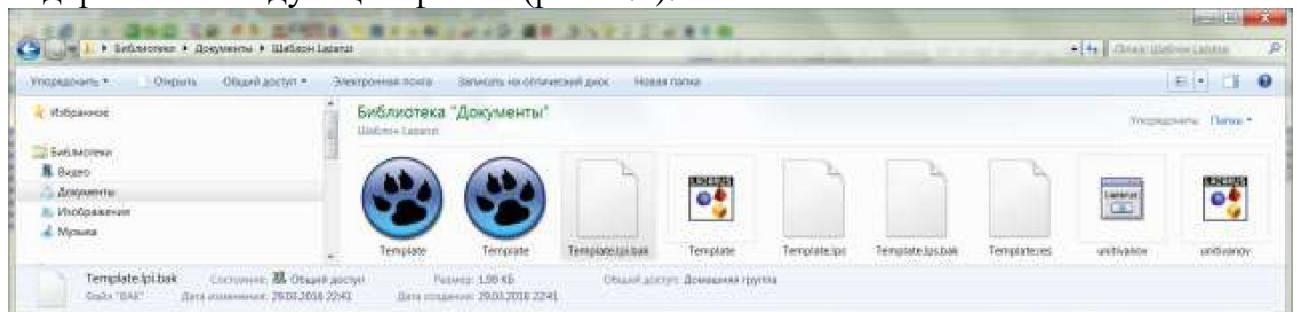 Библиотеки ▸ Документы ▸ Шаблон Lazarus
Упорядочить Открыть Общий доступ Электронная почта Записать на оптический диск Новая папка
Избранное
Библиотеки
Видео
Документы
Изображения
Музыка
Библиотека "Документы"
Шаблон Lazarus
Упорядочить: Папка
Template Template Template.lpi.bak Template Template.lps Template.lps.bak Template.res unitivanov unitivanov
Template.lpi.bak Состояние: Общий доступ Размер: 1,98 КБ Общий доступ: Домашняя группа
Файл "BAK" Дата изменения: 29.03.2016 22:41 Дата создания: 29.03.2016 22:41